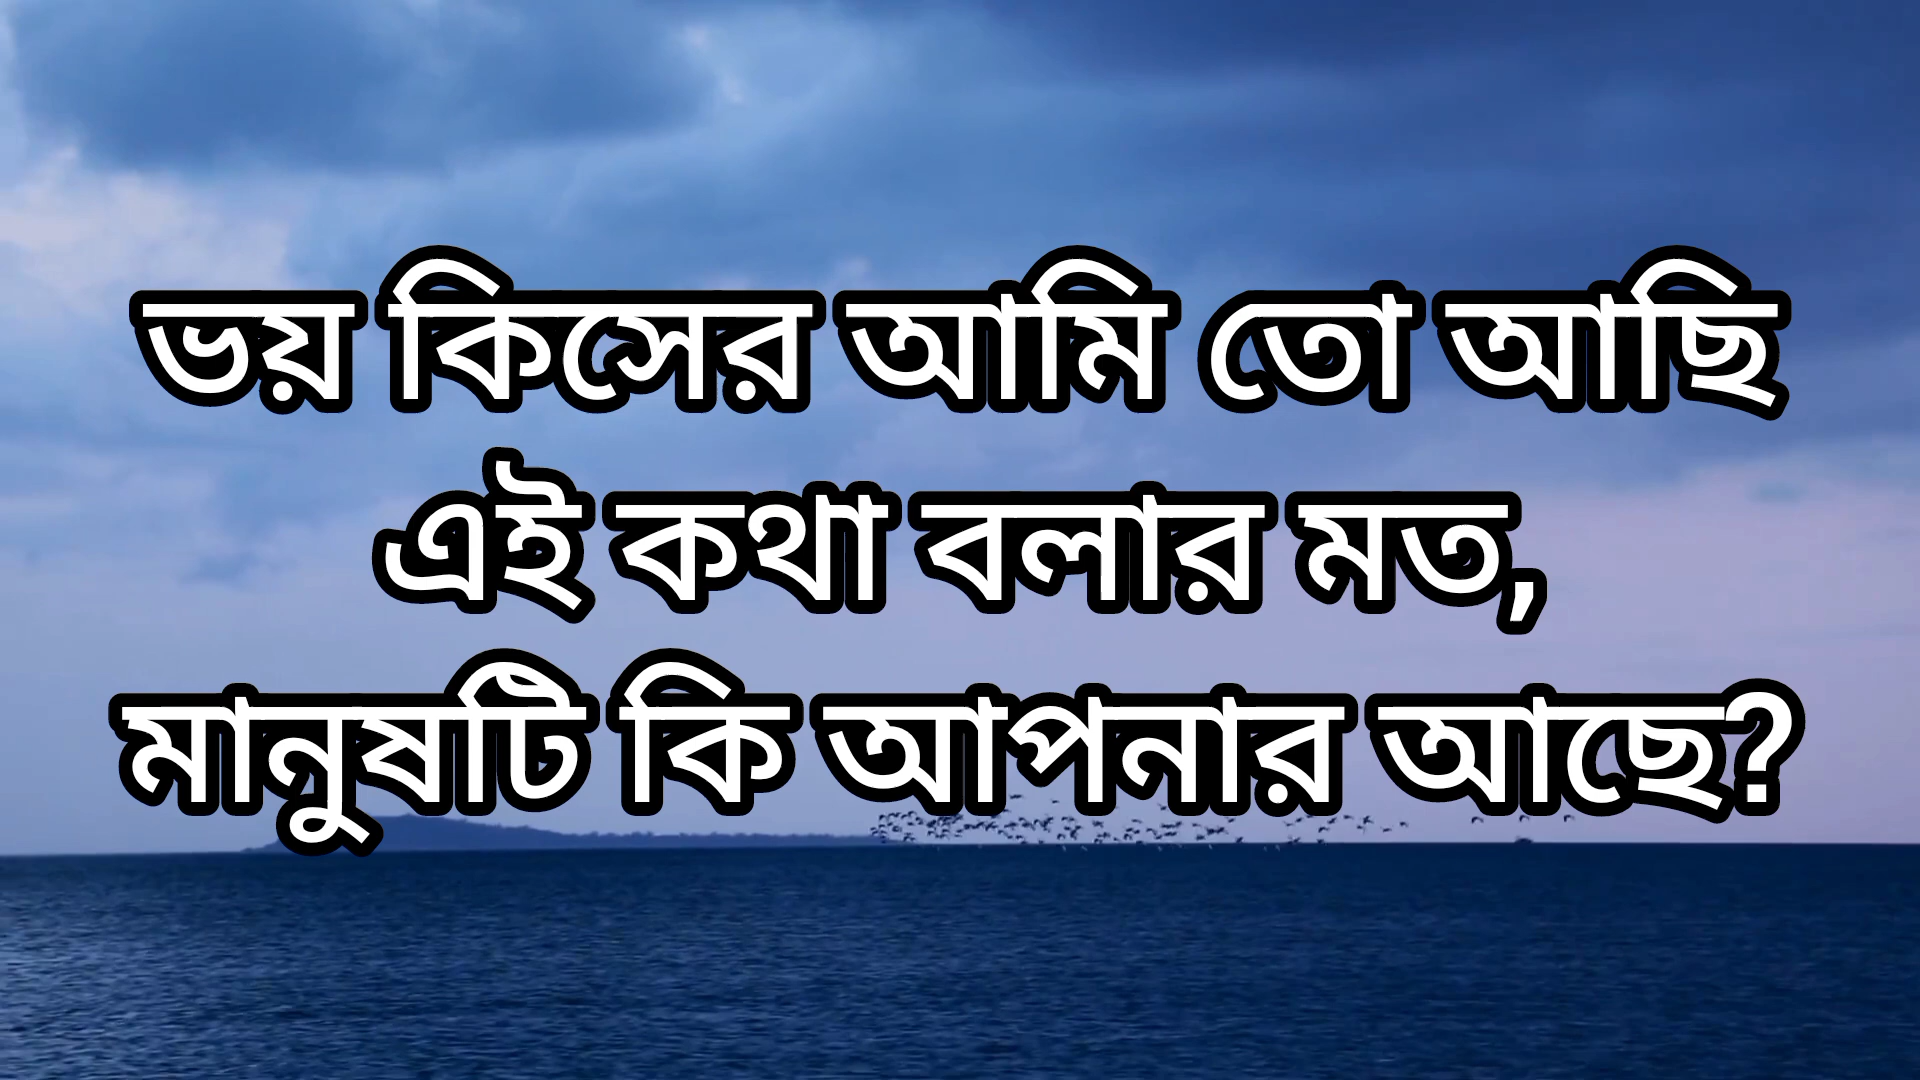 ভয় কিসের আমি তো আছি
এই কথা বলার মত,
মানুষটি কি আপনার আছে?